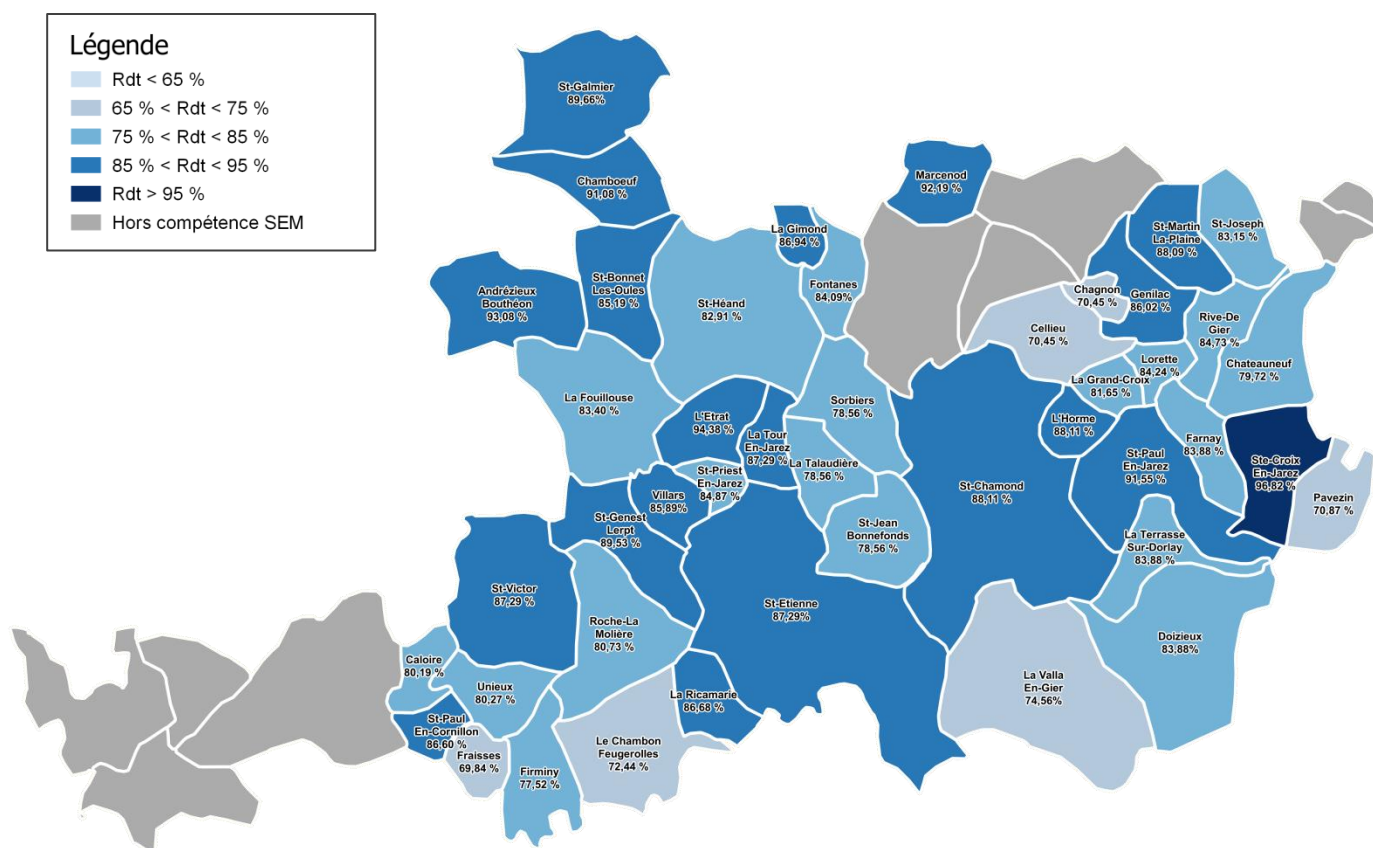 Légende
Rdt < 65 %
65 % < Rdt < 75 %
75 % < Rdt < 85 %
85 % < Rdt < 95 %
Rdt > 95 %
Hors compétence SEM
St-Galmier
89,66%
Chamboeuf
91,08 %
Marcenod
92,19 %
La Gimond
86,94 %
St-Martin
La-Plaine
88,09 %
St-Joseph
83,15 %
Andrézieux
Bouthéon
93,08 %
St-Bonnet
Les-Oules
85,19 %
St-Héand
82,91 %
Fontanes
84,09%
Chagnon
70,45 %
Genilac
86,02 %
Cellieu
70,45 %
Rive-De
Gier
84,73 %
Lorette
84,24 %
Chateauneuf
79,72 %
La Grand-Croix
81,65 %
La Fouillouse
83,40 %
Sorbiers
78,56 %
L'Etrat
94,38 %
La Tour
En-Jarez
87,29 %
L'Horme
88,11 %
Farnay
83,88 %
St-Paul
En-Jarez
91,55 %
Ste-Croix
En-Jarez
96,82 %
Pavezin
70,87 %
La Talaudière
78,56 %
St-Priest
En-Jarez
84,87 %
Villars
85,89%
St-Chamond
88,11 %
St-Genest
Lerpt
89,53 %
St-Jean
Bonnefonds
78,56 %
La Terrasse
Sur-Dorlay
83,88 %
St-Victor
87,29 %
St-Etienne
87,29%
Roche-La
Molière
80,73 %
Doizieux
83,88%
Caloire
80,19 %
Unieux
80,27 %
La Ricamarie
86,68 %
La Valla
En-Gier
74,56%
St-Paul
En-Cornillon
86,60 %
Fraisses
69,84 %
Firminy
77,52 %
Le Chambon
Feugerolles
72,44 %